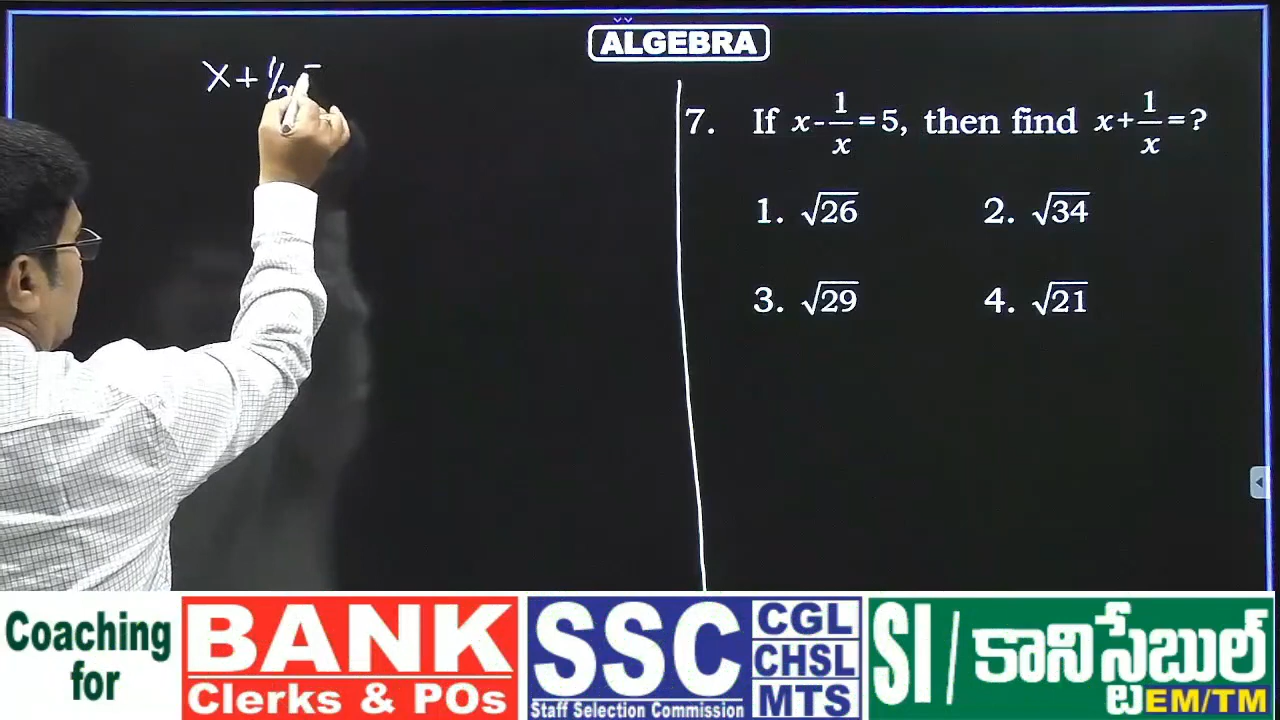 ALGEBRA
x + 1/x =
7. If x - 1/x = 5, then find x + 1/x = ?
1. √26 2. √34
3. √29 4. √21
Coaching for
BANK
Clerks & POs
SSC
Staff Selection Commission
CGL
CHSL
MTS
SI / కానిస్టేబుల్
EM/TM